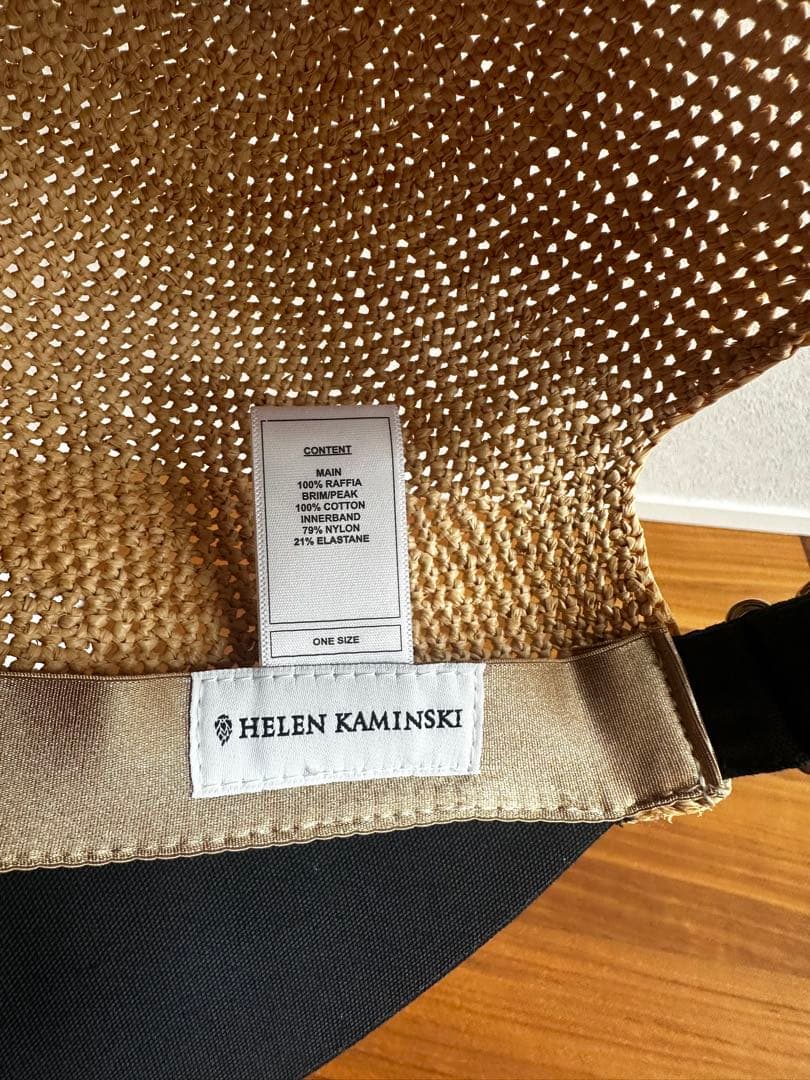 CONTENT
MAIN
100% RAFFIA
BRIM/PEAK
100% COTTON
INNERBAND
79% NYLON
21% ELASTANE
ONE SIZE
HELEN KAMINSKI